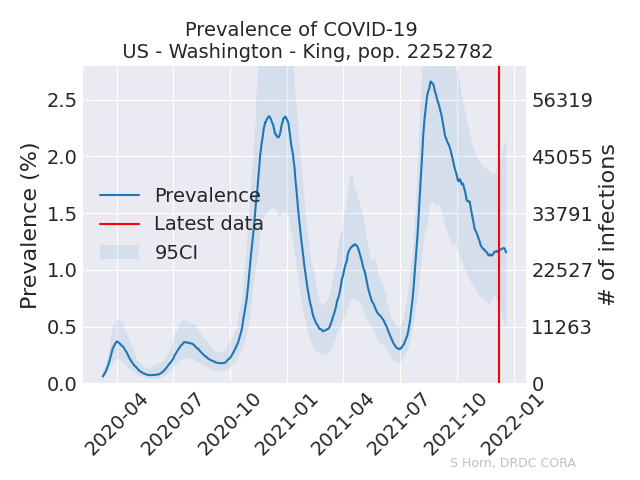 Prevalence of COVID-19
US - Washington - King, pop. 2252782
Prevalence (%)
2.5
2.0
1.5
1.0
0.5
0.0
56319
45055
33791
22527
11263
0
# of infections
Prevalence
Latest data
95CI
2020-04
2020-07
2020-10
2021-01
2021-04
2021-07
2021-10
2022-01
S Horn, DRDC CORA